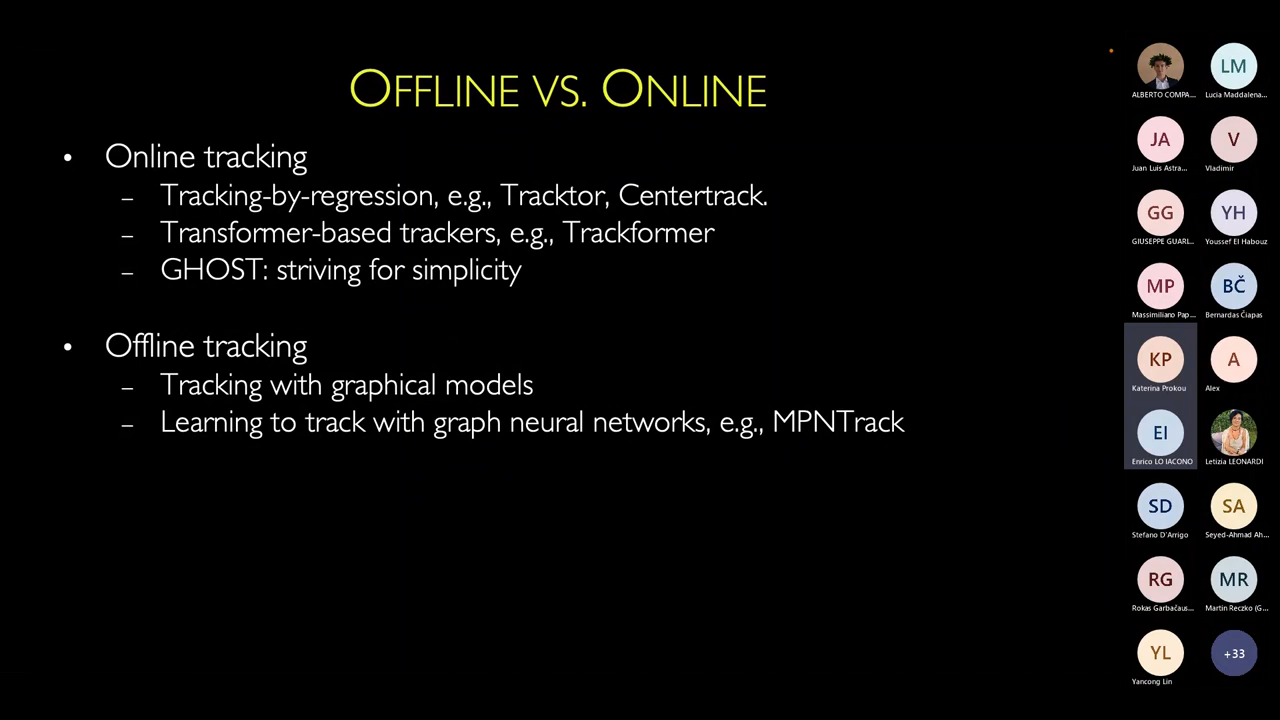 OFFLINE VS. ONLINE
• Online tracking
– Tracking-by-regression, e.g., Tracktor, Centertrack.
– Transformer-based trackers, e.g., Trackformer
– GHOST: striving for simplicity
• Offline tracking
– Tracking with graphical models
– Learning to track with graph neural networks, e.g., MPNTrack
ALBERTO COMPA...
LM
Lucia Maddalena...
JA
Juan Luis Astra...
V
Vladimir
GG
GIUSEPPE GUARI...
YH
Youssef El Habouz
MP
Massimiliano Pap...
BČ
Bernardas Čiapas
KP
Katerina Prokou
A
Alex
EI
Enrico LO IACONO
Letizia LEONARDI
SD
Stefano D'Arrigo
SA
Seyed-Ahmad Ah...
RG
Rokas Garbačaus...
MR
Martin Reczko (G...
YL
Yancong Lin
+33